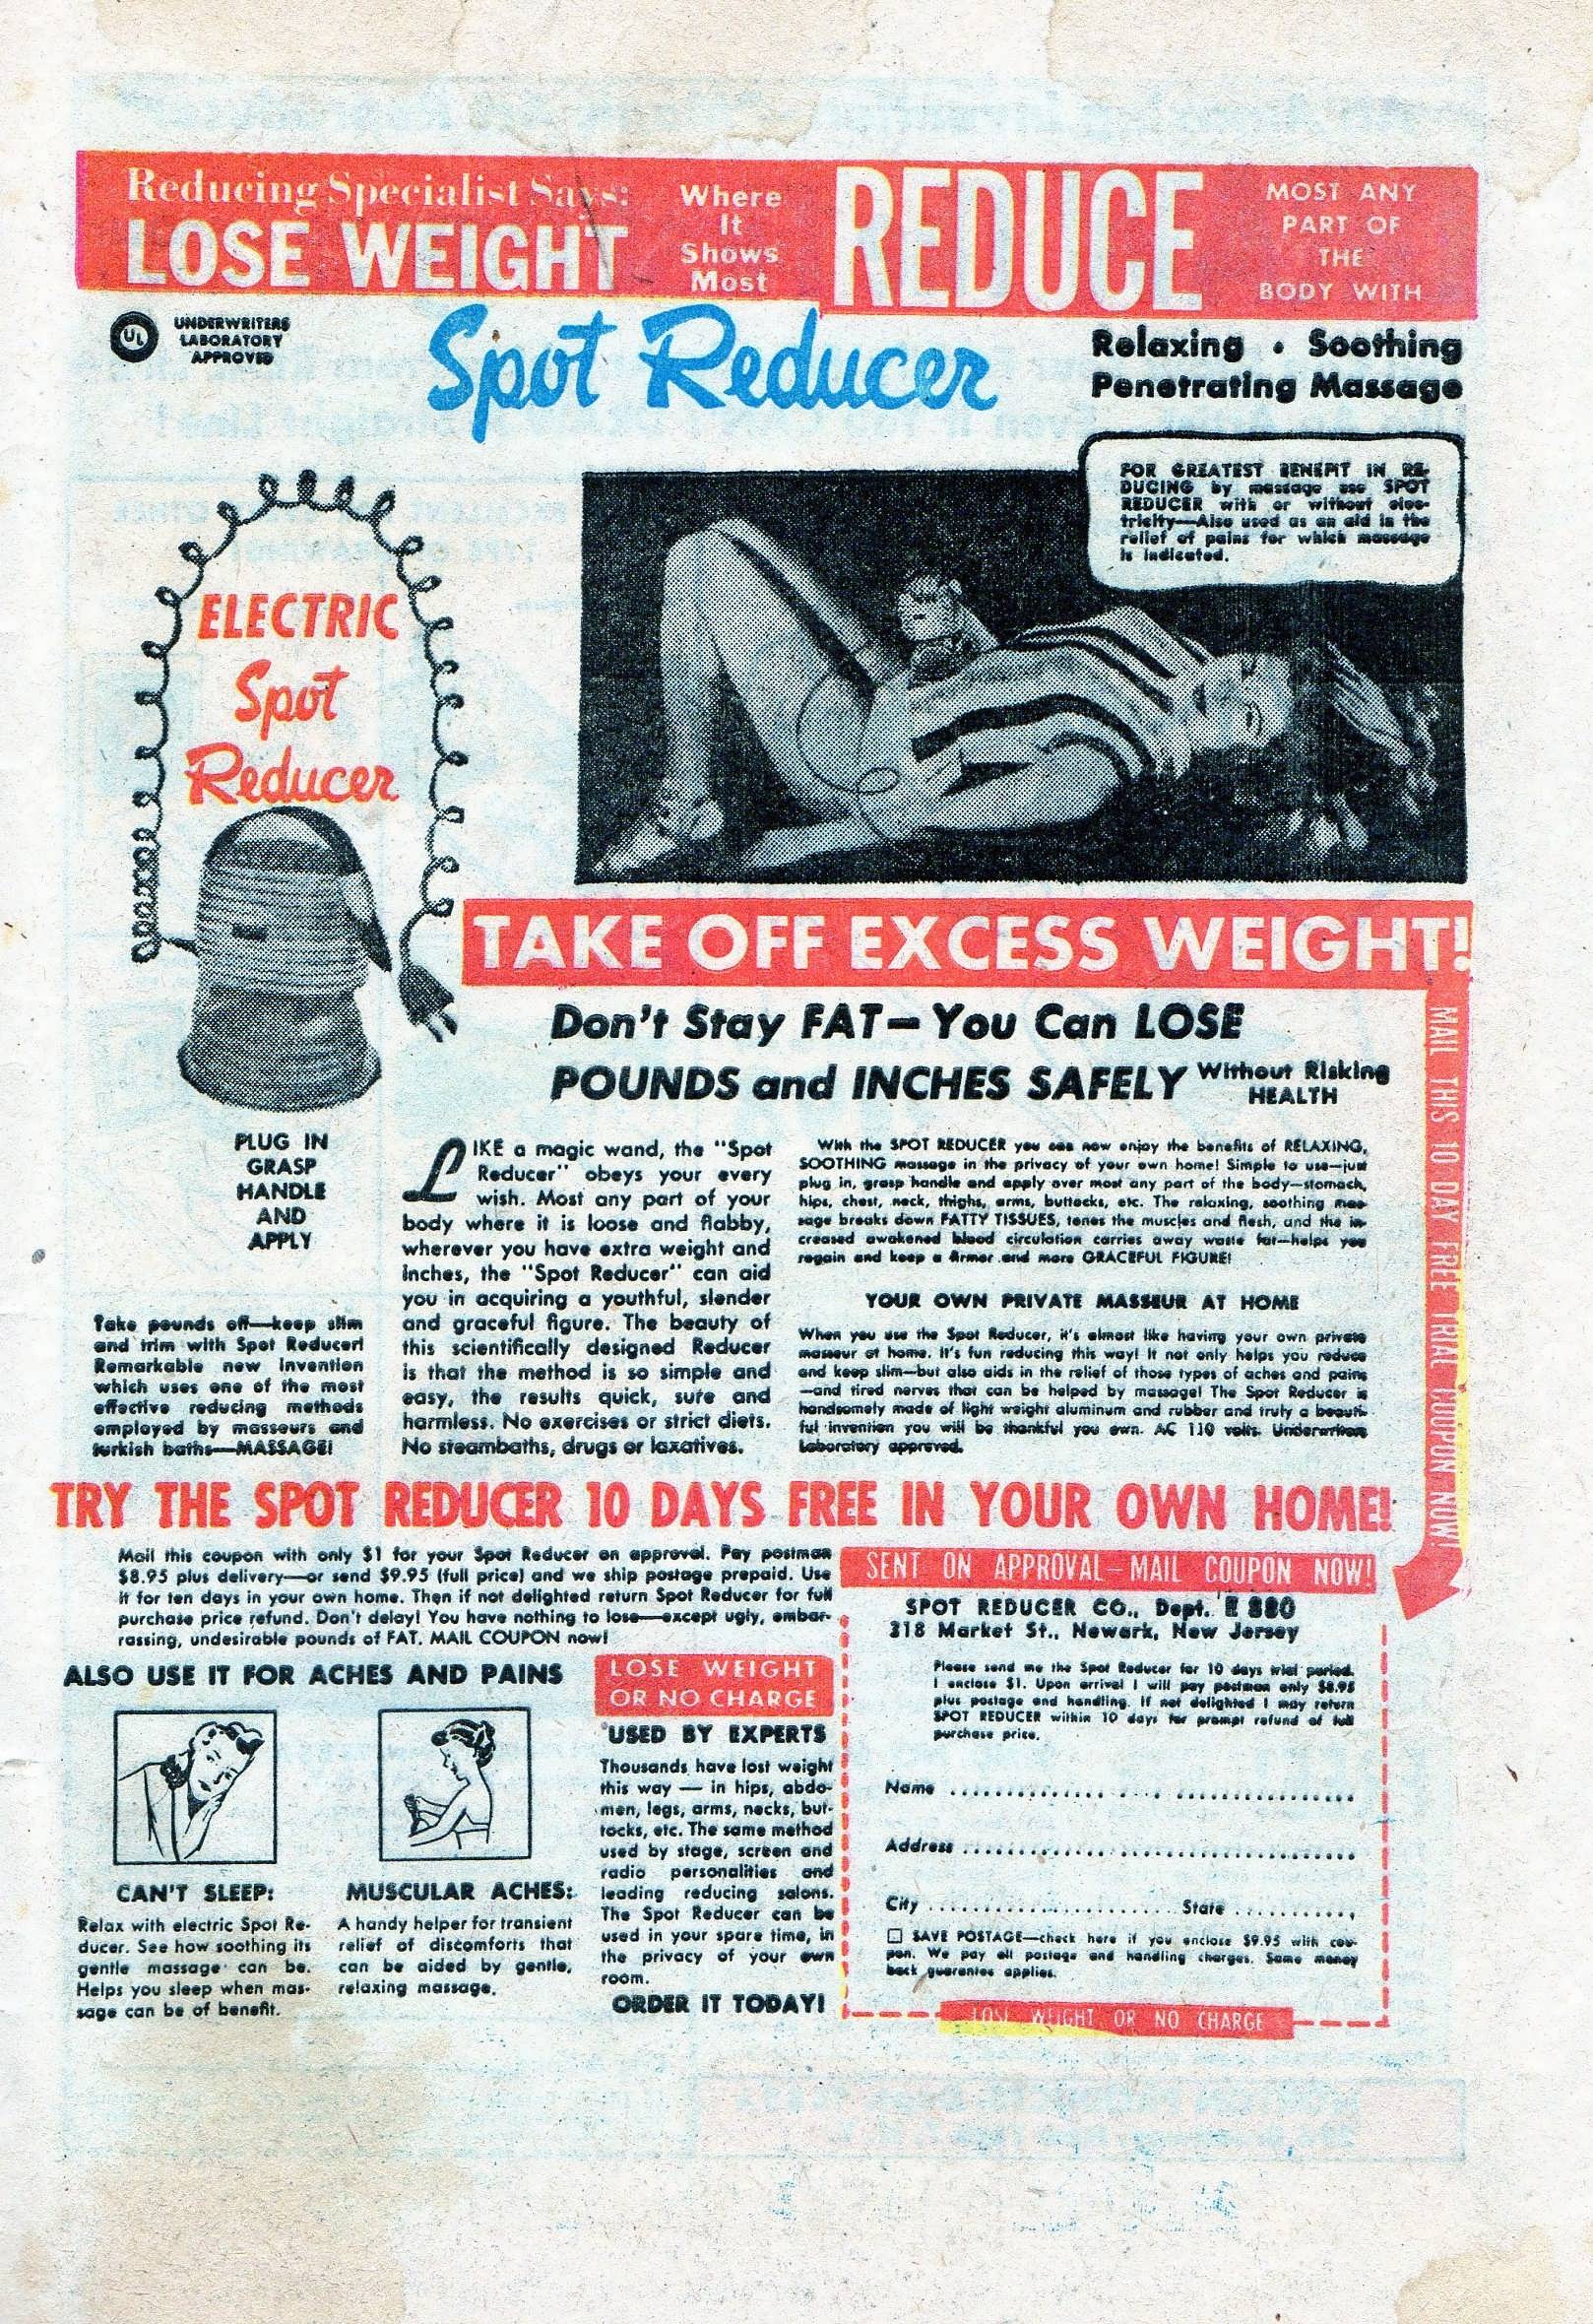 Reducing Specialist Says:
LOSE WEIGHT
Where
It
Shows
Most
REDUCE
MOST ANY
PART OF
THE
BODY WITH
UL
UNDERWRITERS
LABORATORY
APPROVED
Spot Reducer
Relaxing • Soothing
Penetrating Massage
FOR GREATEST BENEFIT IN RE-
DUCING by massage use SPOT
REDUCER with or without elec-
tricity—Also used as an aid in the
relief of pains for which massage
is indicated.
ELECTRIC
Spot
Reducer
TAKE OFF EXCESS WEIGHT!
Don't Stay FAT—You Can LOSE
POUNDS and INCHES SAFELY Without Risking
HEALTH
MAIL THIS 10 DAY FREE TRIAL COUPON NOW!
PLUG IN
GRASP
HANDLE
AND
APPLY
Take pounds off—keep slim
and trim with Spot Reducer!
Remarkable new invention
which uses one of the most
effective reducing methods
employed by masseurs and
turkish baths—MASSAGE!
LIKE a magic wand, the "Spot
Reducer" obeys your every
wish. Most any part of your
body where it is loose and flabby,
wherever you have extra weight and
inches, the "Spot Reducer" can aid
you in acquiring a youthful, slender
and graceful figure. The beauty of
this scientifically designed Reducer
is that the method is so simple and
easy, the results quick, sure and
harmless. No exercises or strict diets.
No steambaths, drugs or laxatives.
With the SPOT REDUCER you can now enjoy the benefits of RELAXING,
SOOTHING massage in the privacy of your own home! Simple to use—just
plug in, grasp handle and apply over most any part of the body—stomach,
hips, chest, neck, thighs, arms, buttocks, etc. The relaxing, soothing mas-
sage breaks down FATTY TISSUES, tones the muscles and flesh, and the in-
creased awakened blood circulation carries away waste fat—helps you
regain and keep a firmer and more GRACEFUL FIGURE!
YOUR OWN PRIVATE MASSEUR AT HOME
When you use the Spot Reducer, it's almost like having your own private
masseur at home. It's fun reducing this way! It not only helps you reduce
and keep slim—but also aids in the relief of those types of aches and pains
—and tired nerves that can be helped by massage! The Spot Reducer is
handsomely made of light weight aluminum and rubber and truly a beauti-
ful invention you will be thankful you own. AC 110 volts. Underwriters
Laboratory approved.
TRY THE SPOT REDUCER 10 DAYS FREE IN YOUR OWN HOME!
Mail this coupon with only $1 for your Spot Reducer on approval. Pay postman
$8.95 plus delivery—or send $9.95 (full price) and we ship postage prepaid. Use
it for ten days in your own home. Then if not delighted return Spot Reducer for full
purchase price refund. Don't delay! You have nothing to lose—except ugly, embar-
rassing, undesirable pounds of FAT. MAIL COUPON now!
ALSO USE IT FOR ACHES AND PAINS
CAN'T SLEEP:
Relax with electric Spot Re-
ducer. See how soothing its
gentle massage can be.
Helps you sleep when mas-
sage can be of benefit.
MUSCULAR ACHES:
A handy helper for transient
relief of discomforts that
can be aided by gentle,
relaxing massage.
LOSE WEIGHT
OR NO CHARGE
USED BY EXPERTS
Thousands have lost weight
this way — in hips, abdo-
men, legs, arms, necks, but-
tocks, etc. The same method
used by stage, screen and
radio personalities and
leading reducing salons.
The Spot Reducer can be
used in your spare time, in
the privacy of your own
room.
ORDER IT TODAY!
SENT ON APPROVAL—MAIL COUPON NOW!
SPOT REDUCER CO., Dept. E 880
318 Market St., Newark, New Jersey
Please send me the Spot Reducer for 10 days trial period.
I enclose $1. Upon arrival I will pay postman only $8.95
plus postage and handling. If not delighted I may return
SPOT REDUCER within 10 days for prompt refund of full
purchase price.
Name
Address
City State
☐ SAVE POSTAGE—check here if you enclose $9.95 with cou-
pon. We pay all postage and handling charges. Same money
back guarantee applies.
LOSE WEIGHT OR NO CHARGE